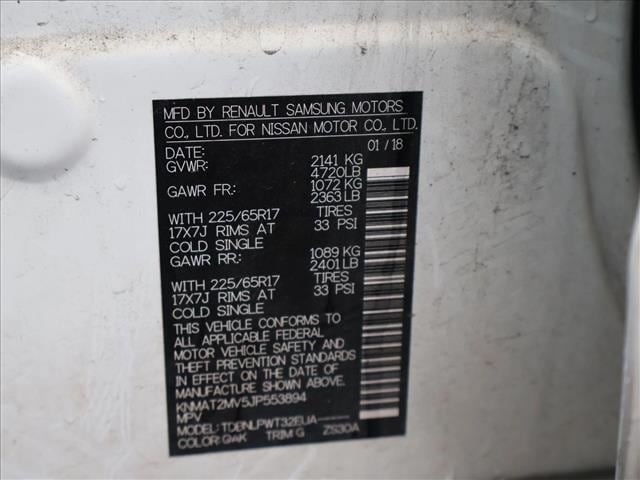 MFD BY RENAULT SAMSUNG MOTORS
CO., LTD. FOR NISSAN MOTOR CO., LTD.
DATE: 01 / 18
GVWR: 2141 KG
4720LB
GAWR FR: 1072 KG
2363 LB
WITH 225/65R17 TIRES
17X7J RIMS AT 33 PSI
COLD SINGLE
GAWR RR: 1089 KG
2401 LB
WITH 225/65R17 TIRES
17X7J RIMS AT 33 PSI
COLD SINGLE
THIS VEHICLE CONFORMS TO
ALL APPLICABLE FEDERAL
MOTOR VEHICLE SAFETY AND
THEFT PREVENTION STANDARDS
IN EFFECT ON THE DATE OF
MANUFACTURE SHOWN ABOVE.
KNMAT2MV5JP553894
MPV
MODEL: TDBNLPWT32EUA-----
COLOR: QAK TRIM: G ZS30A